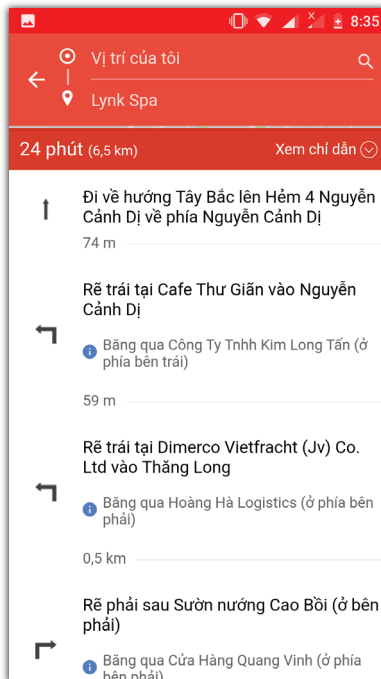 8:35
Vị trí của tôi
Lynk Spa
24 phút (6,5 km) Xem chỉ dẫn
Đi về hướng Tây Bắc lên Hẻm 4 Nguyễn
Cảnh Dị về phía Nguyễn Cảnh Dị
74 m
Rẽ trái tại Cafe Thư Giãn vào Nguyễn
Cảnh Dị
Băng qua Công Ty Tnhh Kim Long Tấn (ở
phía bên trái)
59 m
Rẽ trái tại Dimerco Vietfracht (Jv) Co.
Ltd vào Thăng Long
Băng qua Hoàng Hà Logistics (ở phía bên
phải)
0,5 km
Rẽ phải sau Sườn nướng Cao Bồi (ở bên
phải)
Băng qua Cửa Hàng Quang Vinh (ở phía
bên phải)